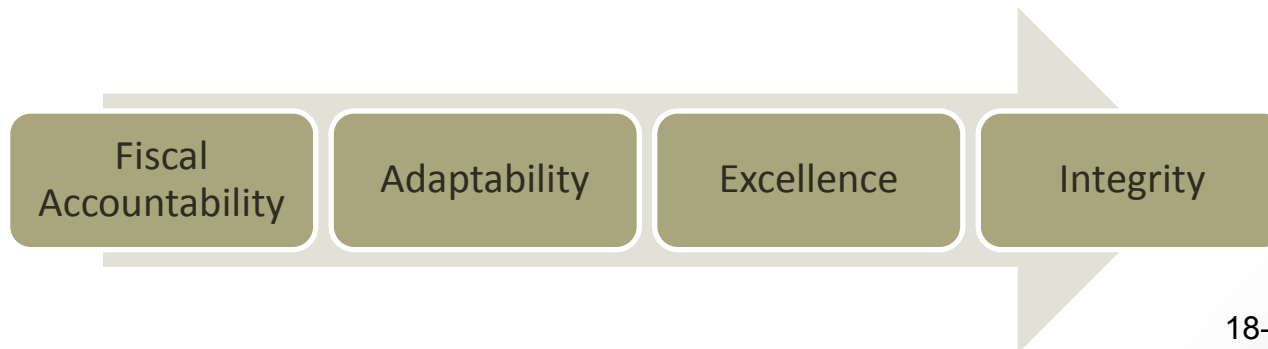 Fiscal
Accountability
Adaptability
Excellence
Integrity
18-